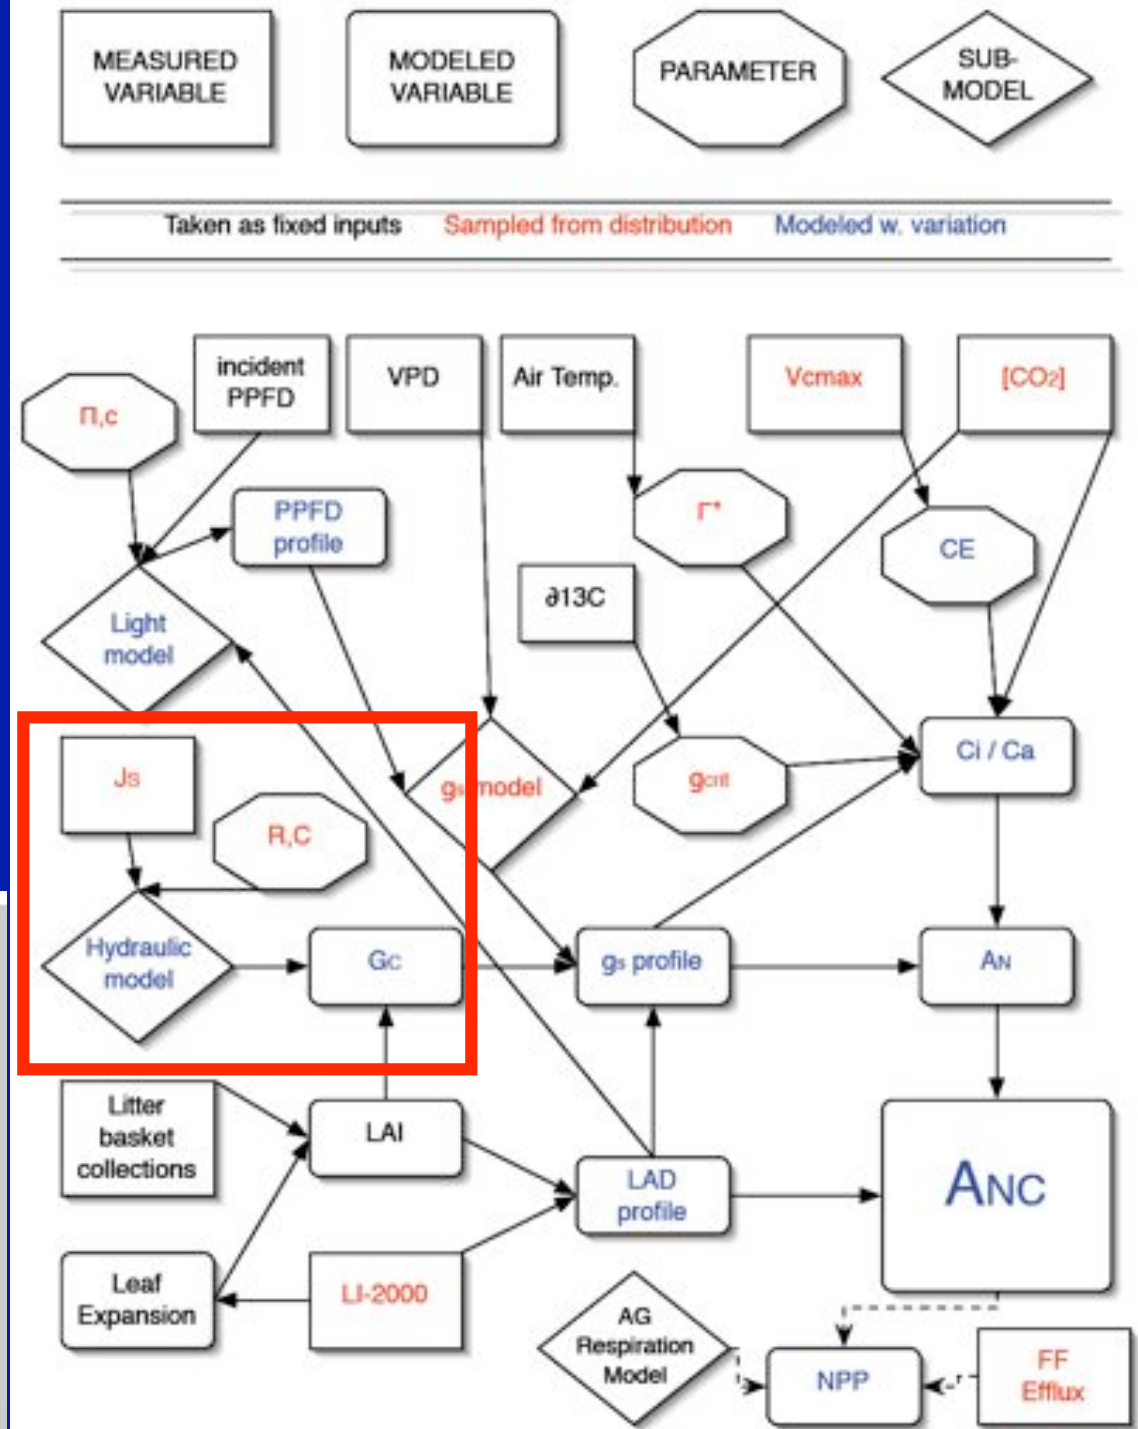 MEASURED
VARIABLE
MODELED
VARIABLE
PARAMETER
SUB-
MODEL
Taken as fixed inputs
Sampled from distribution
Modeled w. variation
Π,c
incident
PPFD
VPD
Air Temp.
Vcmax
[CO2]
PPFD
profile
Γ*
CE
∂13C
Light
model
Js
gs model
gcrit
Ci / Ca
R,C
Hydraulic
model
GC
gs profile
AN
Litter
basket
collections
LAI
LAD
profile
ANC
Leaf
Expansion
LI-2000
AG
Respiration
Model
NPP
FF
Efflux